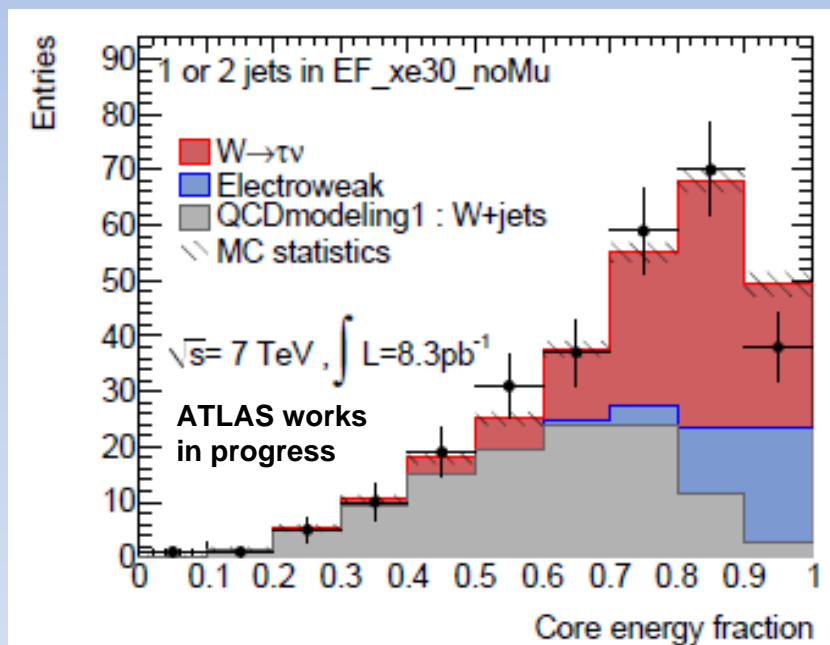 Entries
90
80
70
60
50
40
30
20
10
0
1 or 2 jets in EF_xe30_noMu
W→τν
Electroweak
QCDmodeling1 : W+jets
MC statistics
√s= 7 TeV , ∫ L=8.3pb⁻¹
ATLAS works
in progress
0 0.1 0.2 0.3 0.4 0.5 0.6 0.7 0.8 0.9 1
Core energy fraction